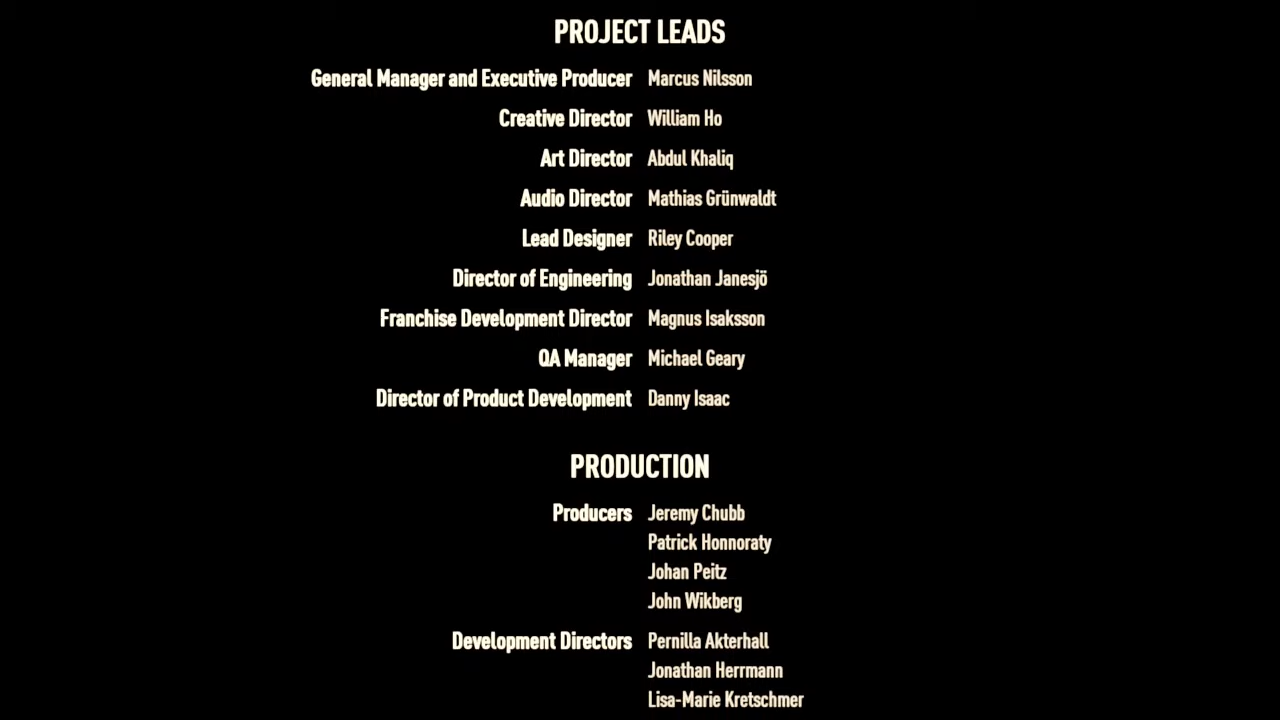 PROJECT LEADS
General Manager and Executive Producer Marcus Nilsson
Creative Director William Ho
Art Director Abdul Khaliq
Audio Director Mathias Grünwaldt
Lead Designer Riley Cooper
Director of Engineering Jonathan Janesjö
Franchise Development Director Magnus Isaksson
QA Manager Michael Geary
Director of Product Development Danny Isaac
PRODUCTION
Producers Jeremy Chubb
Patrick Honnoraty
Johan Peitz
John Wikberg
Development Directors Pernilla Akterhall
Jonathan Herrmann
Lisa-Marie Kretschmer